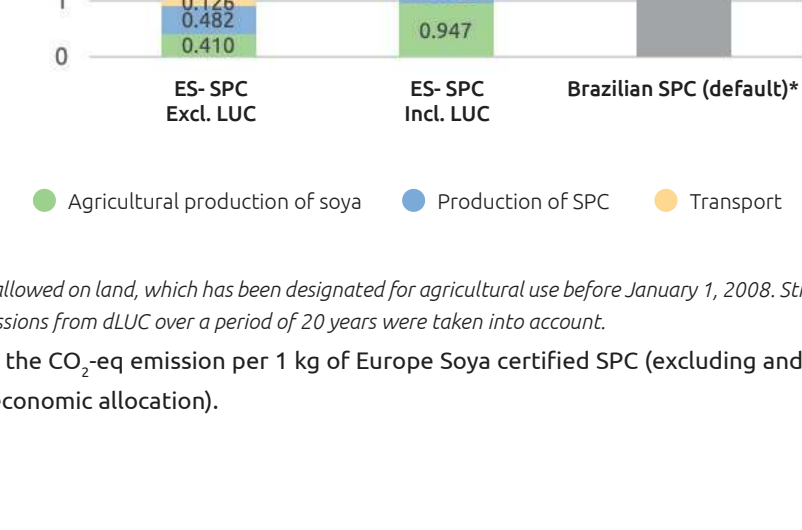 1
0.126
0.482
0.410
0.947
0
ES- SPC
Excl. LUC
ES- SPC
Incl. LUC
Brazilian SPC (default)*
Agricultural production of soya
Production of SPC
Transport
allowed on land, which has been designated for agricultural use before January 1, 2008.
ssions from dLUC over a period of 20 years were taken into account.
the CO₂-eq emission per 1 kg of Europe Soya certified SPC (excluding and
economic allocation).